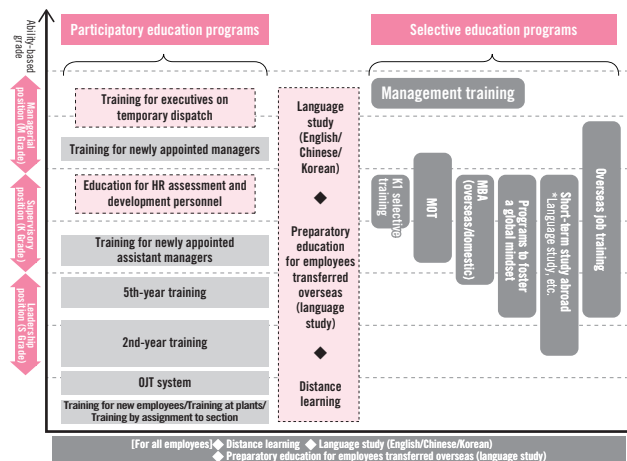 Ability-based
grade
Participatory education programs
Selective education programs
Managerial
position (M Grade)
Supervisory
position (K Grade)
Leadership
position (S Grade)
Training for executives on
temporary dispatch
Training for newly appointed managers
Education for HR assessment and
development personnel
Training for newly appointed
assistant managers
5th-year training
2nd-year training
OJT system
Training for new employees/Training at plants/
Training by assignment to section
Language
study
(English/
Chinese/
Korean)
◆
Preparatory
education
for employees
transferred
overseas
(language
study)
◆
Distance
learning
Management training
K1 selective
training
MOT
MBA
(overseas/domestic)
Programs to foster
a global mindset
Short-term study abroad
*Language study, etc.
Overseas job training
[For all employees]◆ Distance learning ◆ Language study (English/Chinese/Korean)
◆ Preparatory education for employees transferred overseas (language study)